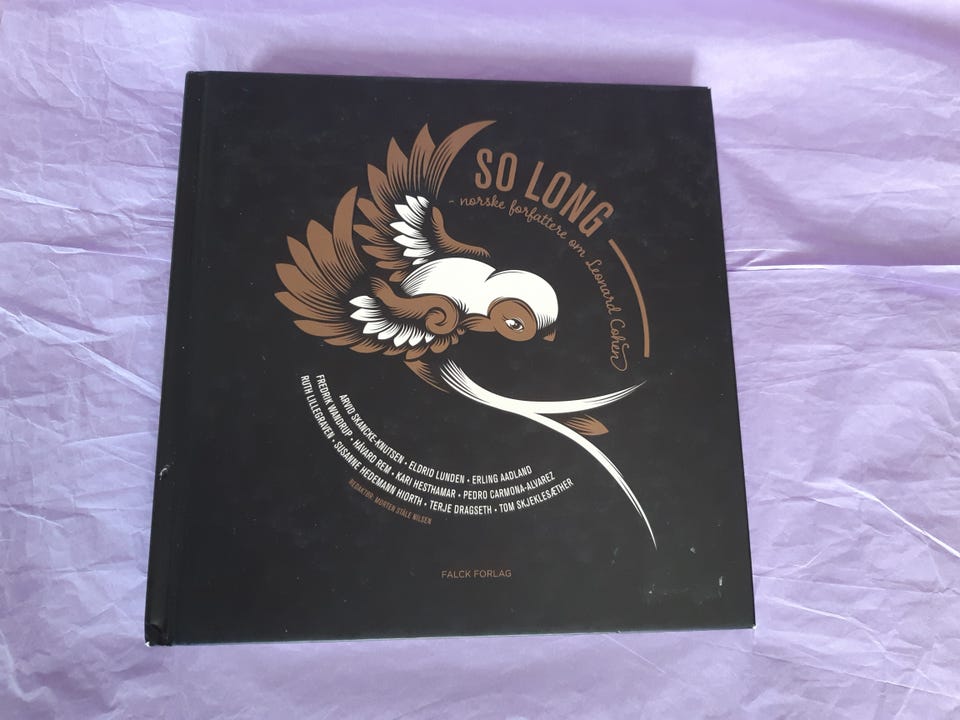 SO LONG
- norske forfattere om Leonard Cohen
ARVID SKANCKE-KNUTSEN • ELDRID LUNDEN • ERLING AADLAND
FREDRIK WANDRUP • HÅVARD REM • KARI HESTHAMAR • PEDRO CARMONA-ALVAREZ
RUTH LILLEGRAVEN • SUSANNE HEDEMANN HIORTH • TERJE DRAGSETH • TOM SKJEKLESÆTHER
REDAKTØR: MORTEN STÅLE NILSEN
FALCK FORLAG